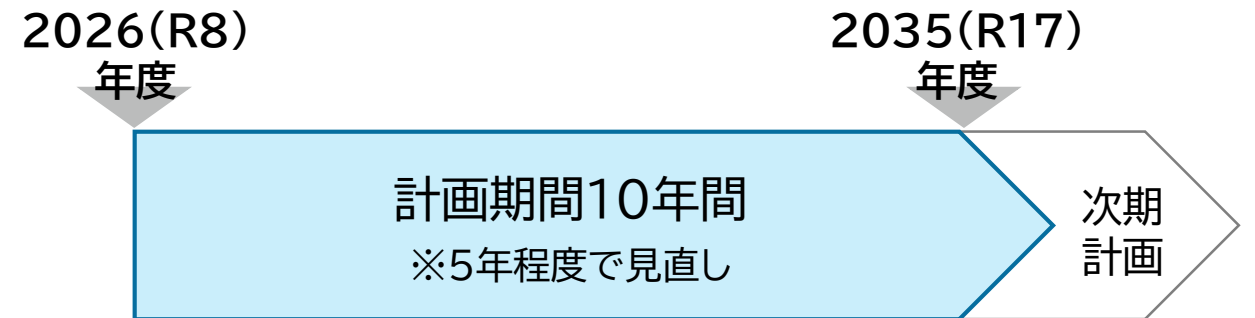 2026(R8)
年度
2035(R17)
年度
計画期間10年間
※5年程度で見直し
次期
計画